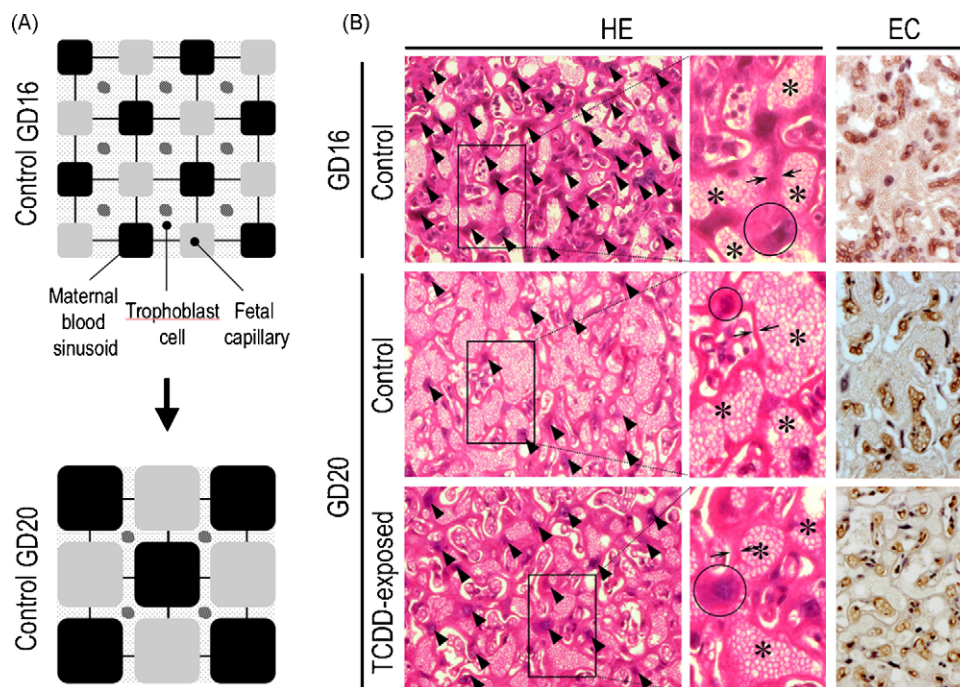 (A)
Control GD16
Maternal
blood
sinusoid
Trophoblast
cell
Fetal
capillary
Control GD20
(B)
HE
EC
GD16
Control
GD20
Control
TCDD-exposed
*
*
*
*
*
*
*
*
*
*